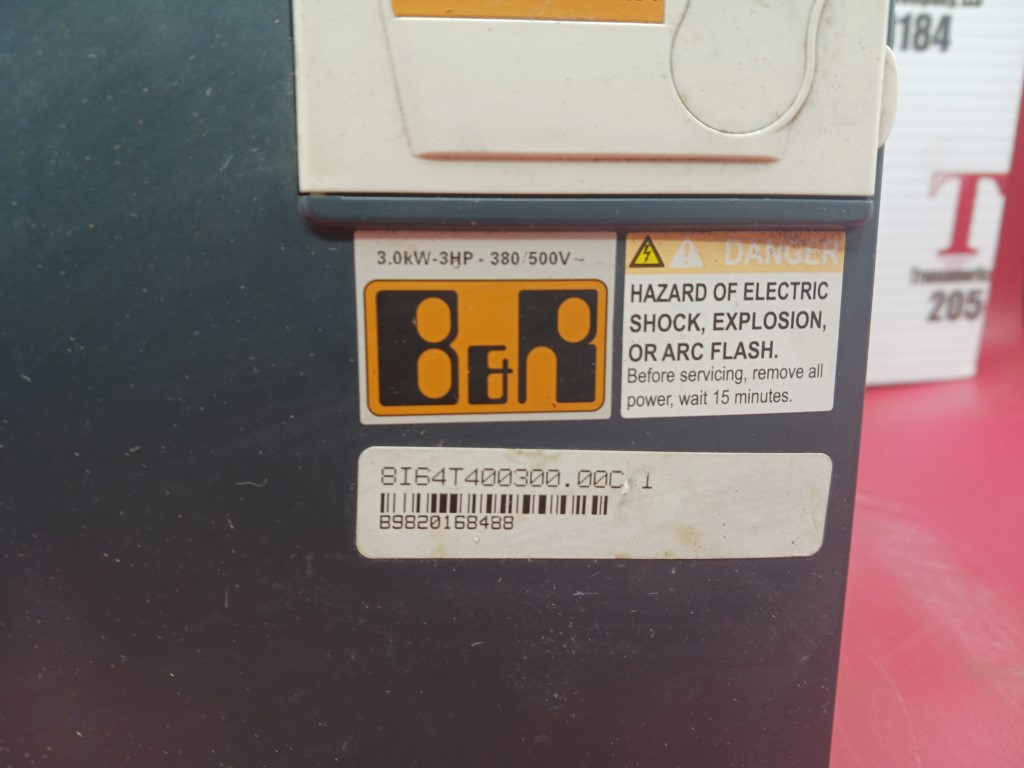 184
T
205
3.0kW-3HP - 380/500V~
B&R
DANGER
HAZARD OF ELECTRIC
SHOCK, EXPLOSION,
OR ARC FLASH.
Before servicing, remove all
power, wait 15 minutes.
8I64T400300.00C 1
B9820168488